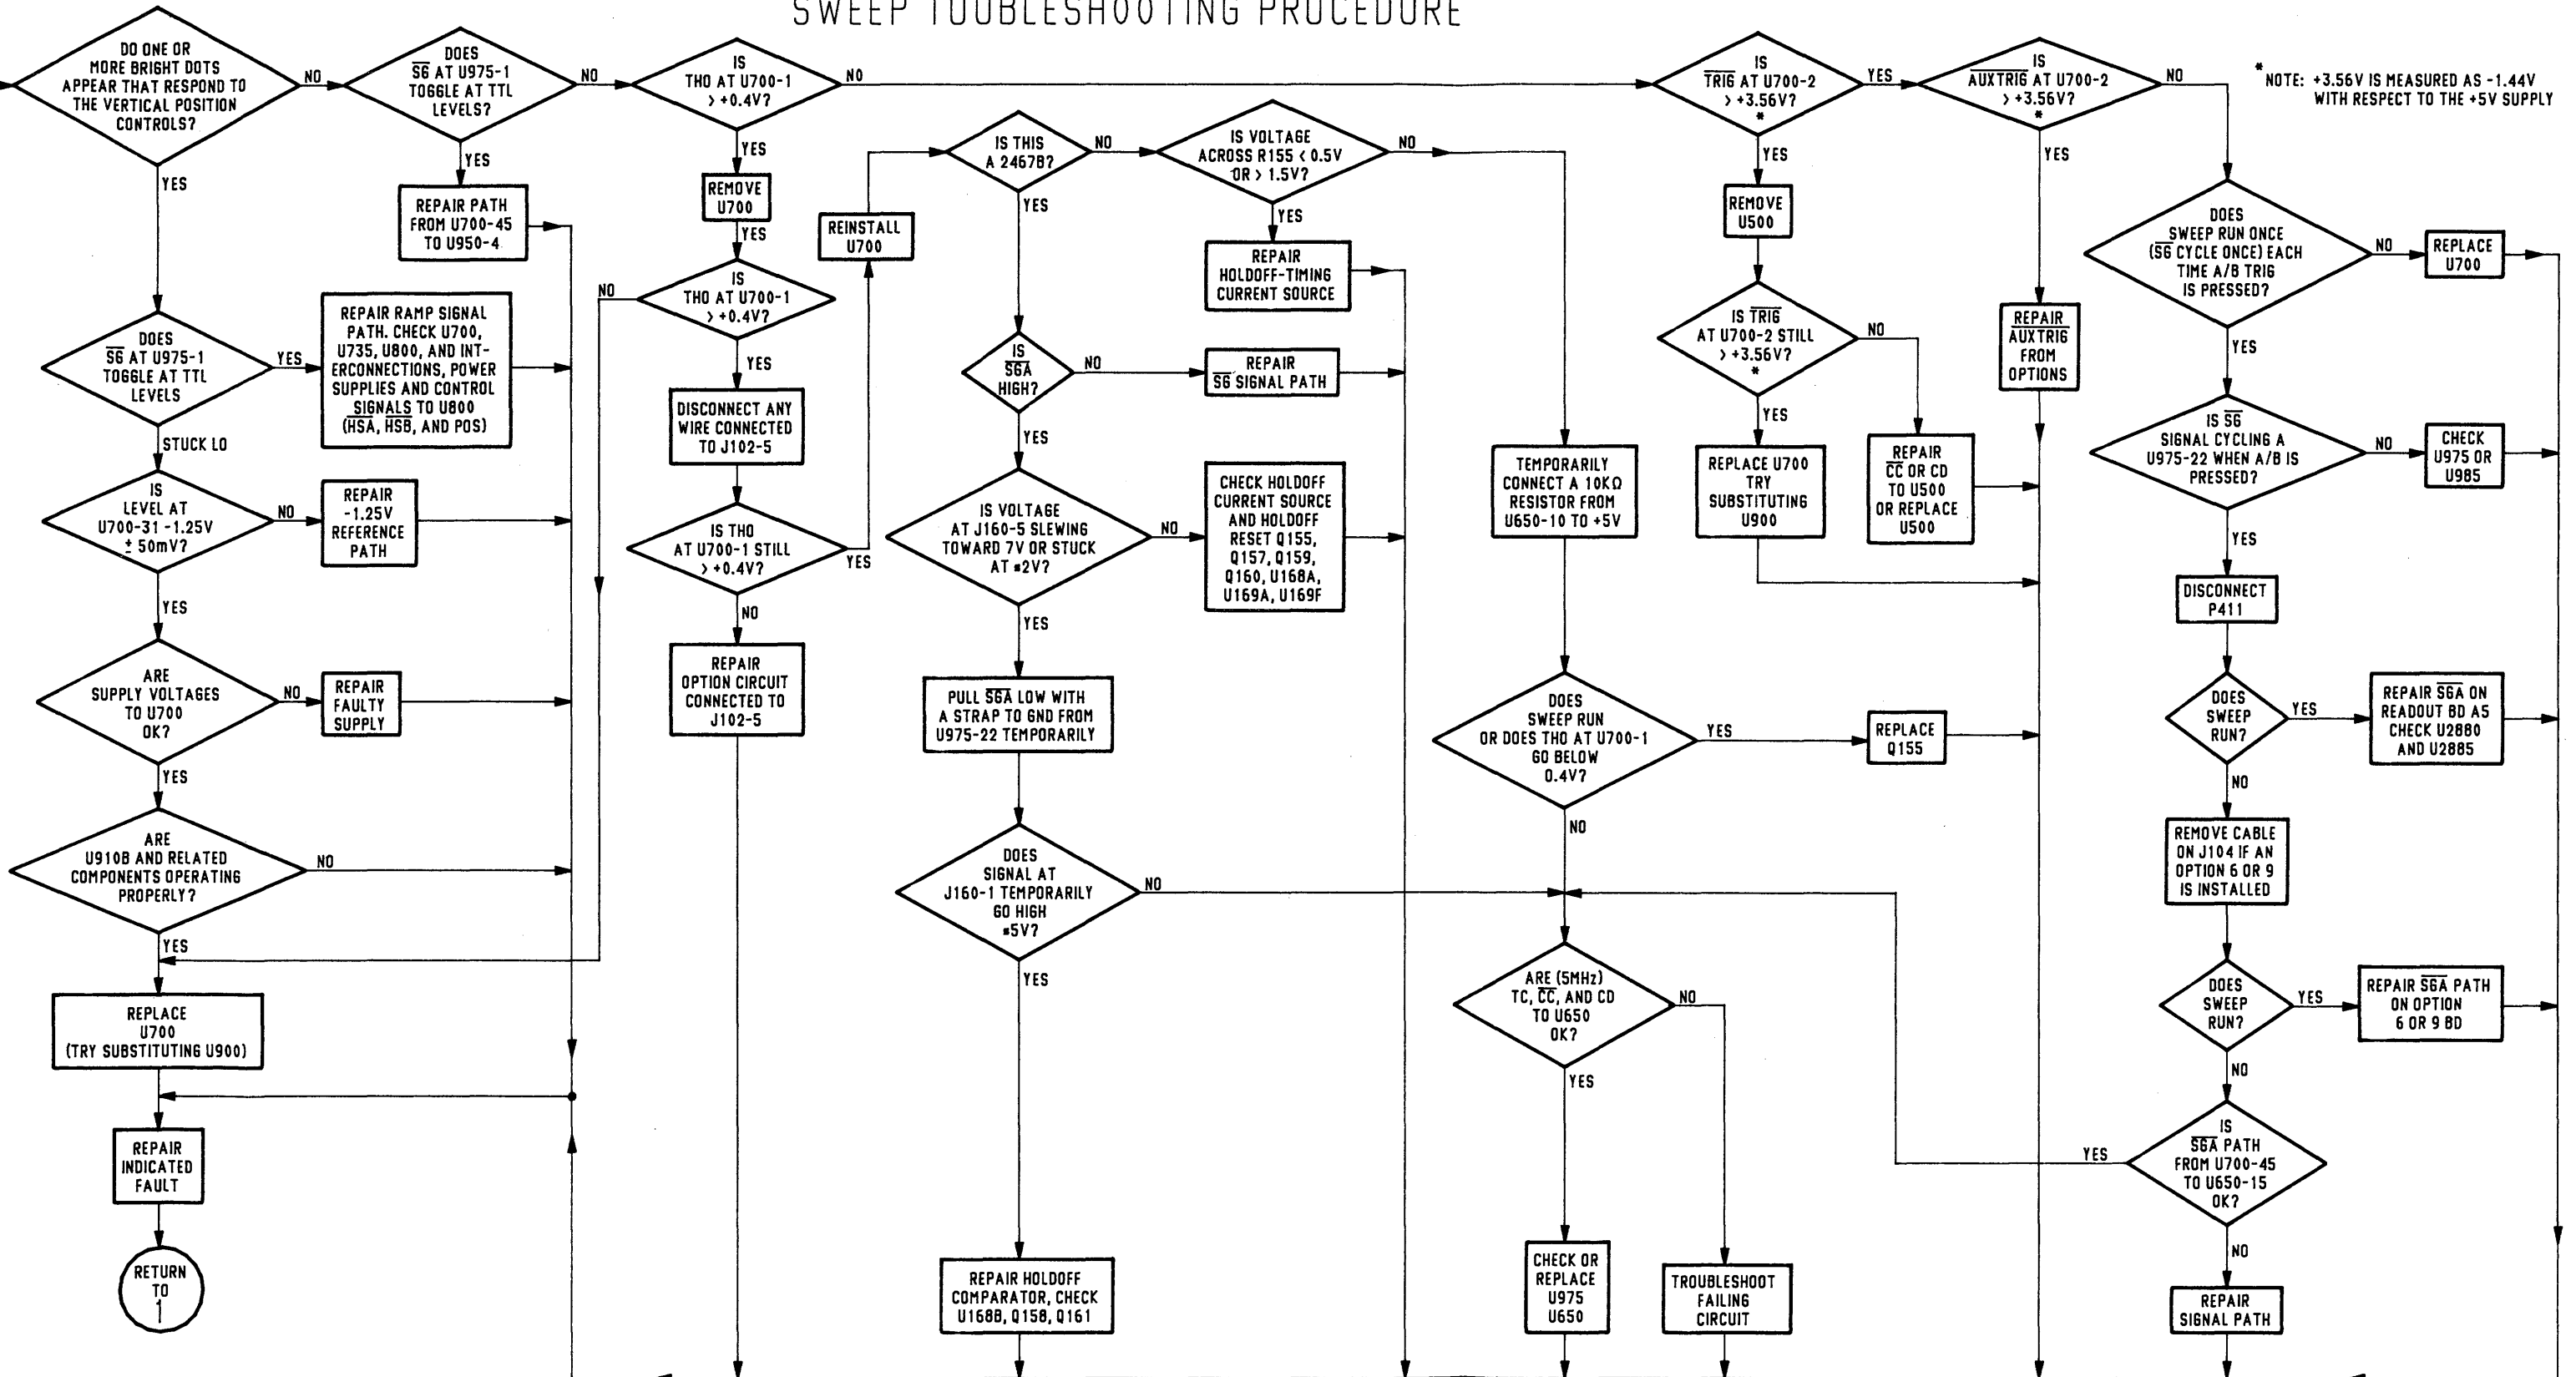 SWEEP TOUBLESHOOTING PROCEDURE
DO ONE OR
MORE BRIGHT DOTS
APPEAR THAT RESPOND TO
THE VERTICAL POSITION
CONTROLS?
NO
YES
DOES
S̅G̅ AT U975-1
TOGGLE AT TTL
LEVELS?
NO
YES
REPAIR PATH
FROM U700-45
TO U950-4
DOES
S̅G̅ AT U975-1
TOGGLE AT TTL
LEVELS
YES
STUCK LO
REPAIR RAMP SIGNAL
PATH. CHECK U700,
U735, U800, AND INT-
ERCONNECTIONS, POWER
SUPPLIES AND CONTROL
SIGNALS TO U800
(H̅S̅A̅, H̅S̅B̅, AND POS)
IS
LEVEL AT
U700-31 -1.25V
± 50mV?
NO
YES
REPAIR
-1.25V
REFERENCE
PATH
ARE
SUPPLY VOLTAGES
TO U700
OK?
NO
YES
REPAIR
FAULTY
SUPPLY
ARE
U910B AND RELATED
COMPONENTS OPERATING
PROPERLY?
NO
YES
REPLACE
U700
(TRY SUBSTITUTING U900)
REPAIR
INDICATED
FAULT
RETURN
TO
1
IS
THO AT U700-1
> +0.4V?
NO
YES
REMOVE
U700
YES
IS
THO AT U700-1
> +0.4V?
NO
YES
DISCONNECT ANY
WIRE CONNECTED
TO J102-5
IS THO
AT U700-1 STILL
> +0.4V?
YES
NO
REPAIR
OPTION CIRCUIT
CONNECTED TO
J102-5
REINSTALL
U700
IS THIS
A 2467B?
NO
YES
IS VOLTAGE
ACROSS R155 < 0.5V
OR > 1.5V?
NO
YES
REPAIR
HOLDOFF-TIMING
CURRENT SOURCE
IS
S̅G̅A̅
HIGH?
NO
YES
REPAIR
S̅G̅ SIGNAL PATH
IS VOLTAGE
AT J160-5 SLEWING
TOWARD 7V OR STUCK
AT ≈2V?
NO
YES
CHECK HOLDOFF
CURRENT SOURCE
AND HOLDOFF
RESET Q155,
Q157, Q159,
Q160, U168A,
U169A, U169F
PULL S̅G̅A̅ LOW WITH
A STRAP TO GND FROM
U975-22 TEMPORARILY
DOES
SIGNAL AT
J160-1 TEMPORARILY
GO HIGH
≈5V?
NO
YES
REPAIR HOLDOFF
COMPARATOR, CHECK
U168B, Q158, Q161
TEMPORARILY
CONNECT A 10KΩ
RESISTOR FROM
U650-10 TO +5V
DOES
SWEEP RUN
OR DOES THO AT U700-1
GO BELOW
0.4V?
YES
NO
REPLACE
Q155
ARE (5MHz)
TC, C̅C̅, AND CD
TO U650
OK?
NO
YES
CHECK OR
REPLACE
U975
U650
TROUBLESHOOT
FAILING
CIRCUIT
IS
T̅R̅I̅G̅ AT U700-2
> +3.56V?
*
YES
YES
REMOVE
U500
IS T̅R̅I̅G̅
AT U700-2 STILL
> +3.56V?
*
NO
YES
REPLACE U700
TRY
SUBSTITUTING
U900
REPAIR
C̅C̅ OR CD
TO U500
OR REPLACE
U500
IS
A̅U̅X̅T̅R̅I̅G̅ AT U700-2
> +3.56V?
*
NO
YES
REPAIR
A̅U̅X̅T̅R̅I̅G̅
FROM
OPTIONS
* NOTE: +3.56V IS MEASURED AS -1.44V
WITH RESPECT TO THE +5V SUPPLY
DOES
SWEEP RUN ONCE
(S̅G̅ CYCLE ONCE) EACH
TIME A/B TRIG
IS PRESSED?
NO
YES
REPLACE
U700
IS S̅G̅
SIGNAL CYCLING A
U975-22 WHEN A/B IS
PRESSED?
NO
YES
CHECK
U975 OR
U985
DISCONNECT
P411
DOES
SWEEP
RUN?
YES
NO
REPAIR S̅G̅A̅ ON
READOUT BD A5
CHECK U2880
AND U2885
REMOVE CABLE
ON J104 IF AN
OPTION 6 OR 9
IS INSTALLED
DOES
SWEEP
RUN?
YES
NO
REPAIR S̅G̅A̅ PATH
ON OPTION
6 OR 9 BD
IS
S̅G̅A̅ PATH
FROM U700-45
TO U650-15
OK?
YES
NO
REPAIR
SIGNAL PATH